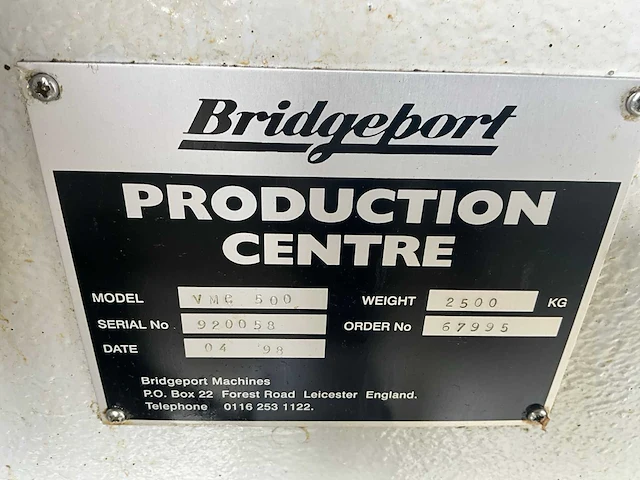 Bridgeport
PRODUCTION
CENTRE
MODEL VMC 500 WEIGHT 2500 KG
SERIAL No 920058 ORDER No 67995
DATE 04 98
Bridgeport Machines
P.O. Box 22 Forest Road Leicester England.
Telephone 0116 253 1122.